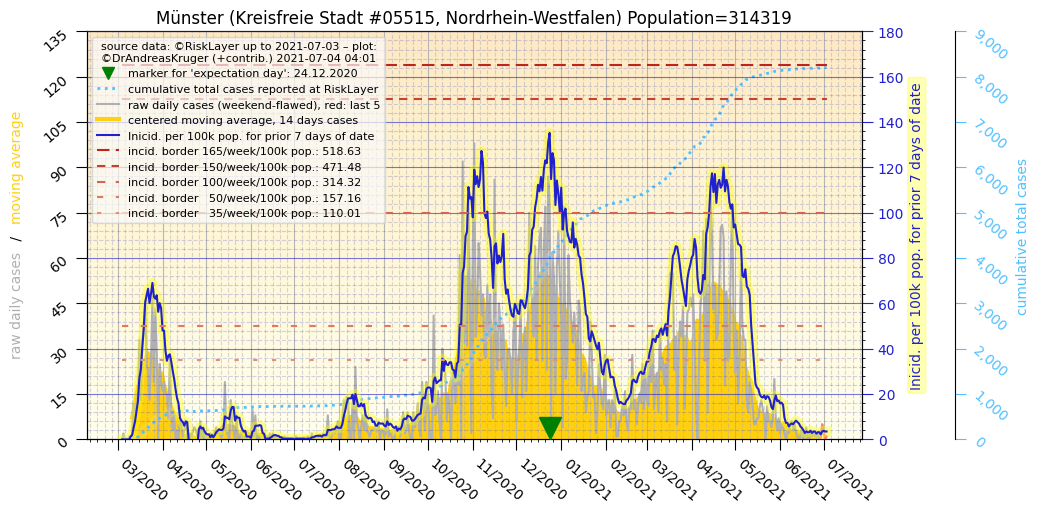 Münster (Kreisfreie Stadt #05515, Nordrhein-Westfalen) Population=314319
source data: ©RiskLayer up to 2021-07-03 – plot:
©DrAndreasKruger (+contrib.) 2021-07-04 04:01
marker for 'expectation day': 24.12.2020
cumulative total cases reported at RiskLayer
raw daily cases (weekend-flawed), red: last 5
centered moving average, 14 days cases
Inicid. per 100k pop. for prior 7 days of date
incid. border 165/week/100k pop.: 518.63
incid. border 150/week/100k pop.: 471.48
incid. border 100/week/100k pop.: 314.32
incid. border   50/week/100k pop.: 157.16
incid. border   35/week/100k pop.: 110.01
raw daily cases   /   moving average
135
120
105
90
75
60
45
30
15
0
03/2020
04/2020
05/2020
06/2020
07/2020
08/2020
09/2020
10/2020
11/2020
12/2020
01/2021
02/2021
03/2021
04/2021
05/2021
06/2021
07/2021
180
160
140
120
100
80
60
40
20
0
Inicid. per 100k pop. for prior 7 days of date
9,000
8,000
7,000
6,000
5,000
4,000
3,000
2,000
1,000
0
cumulative total cases